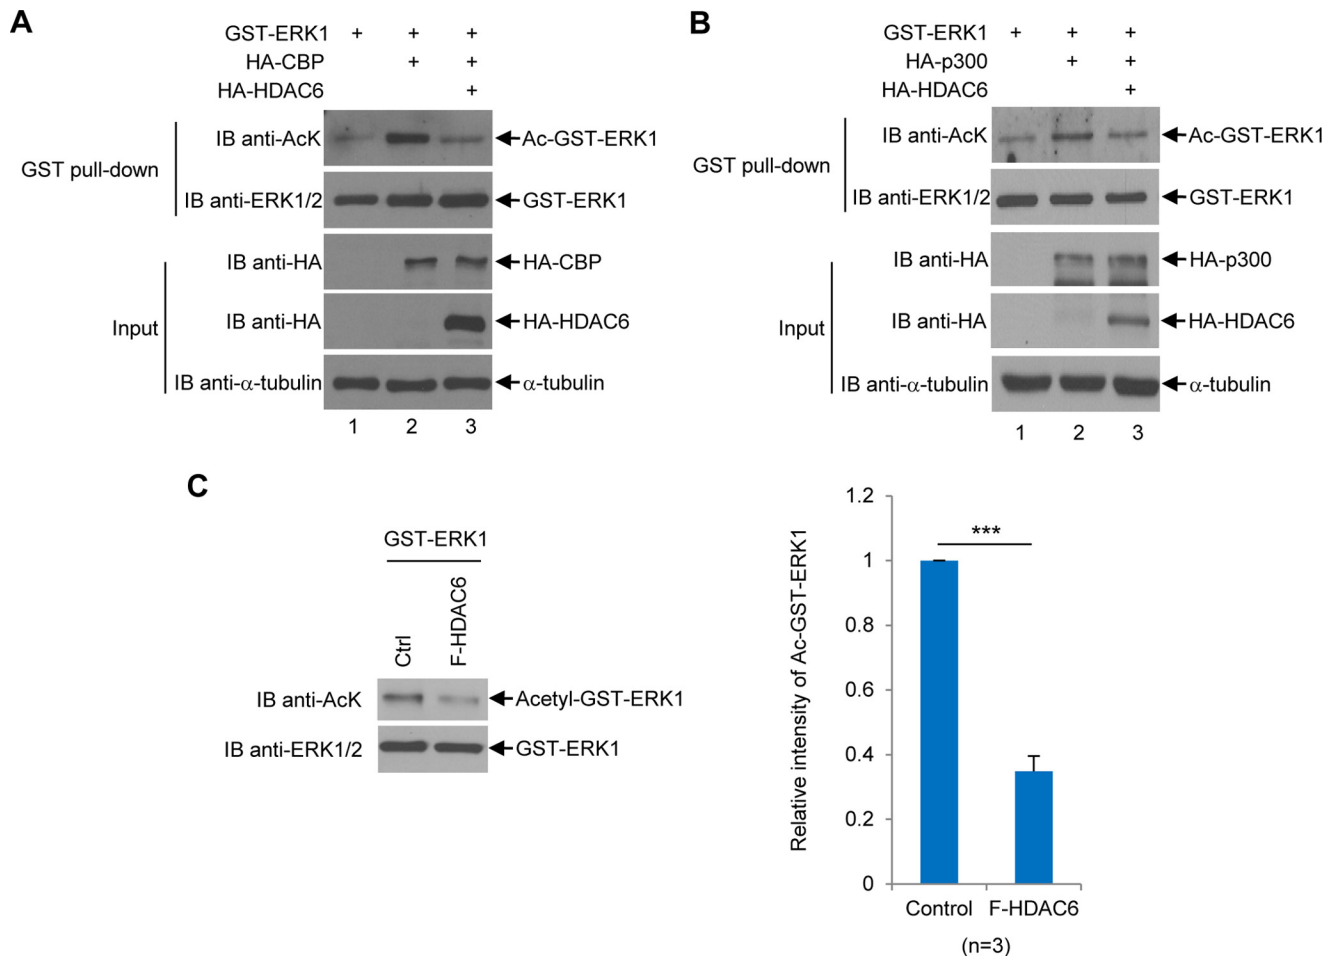 A
GST-ERK1 + + +
HA-CBP + +
HA-HDAC6 +
GST pull-down
IB anti-AcK Ac-GST-ERK1
IB anti-ERK1/2 GST-ERK1
Input
IB anti-HA HA-CBP
IB anti-HA HA-HDAC6
IB anti-α-tubulin α-tubulin
1 2 3
B
GST-ERK1 + + +
HA-p300 + +
HA-HDAC6 +
GST pull-down
IB anti-AcK Ac-GST-ERK1
IB anti-ERK1/2 GST-ERK1
Input
IB anti-HA HA-p300
IB anti-HA HA-HDAC6
IB anti-α-tubulin α-tubulin
1 2 3
C
GST-ERK1
Ctrl
F-HDAC6
IB anti-AcK Acetyl-GST-ERK1
IB anti-ERK1/2 GST-ERK1
Relative intensity of Ac-GST-ERK1
1.2
1
0.8
0.6
0.4
0.2
0
***
Control F-HDAC6
(n=3)